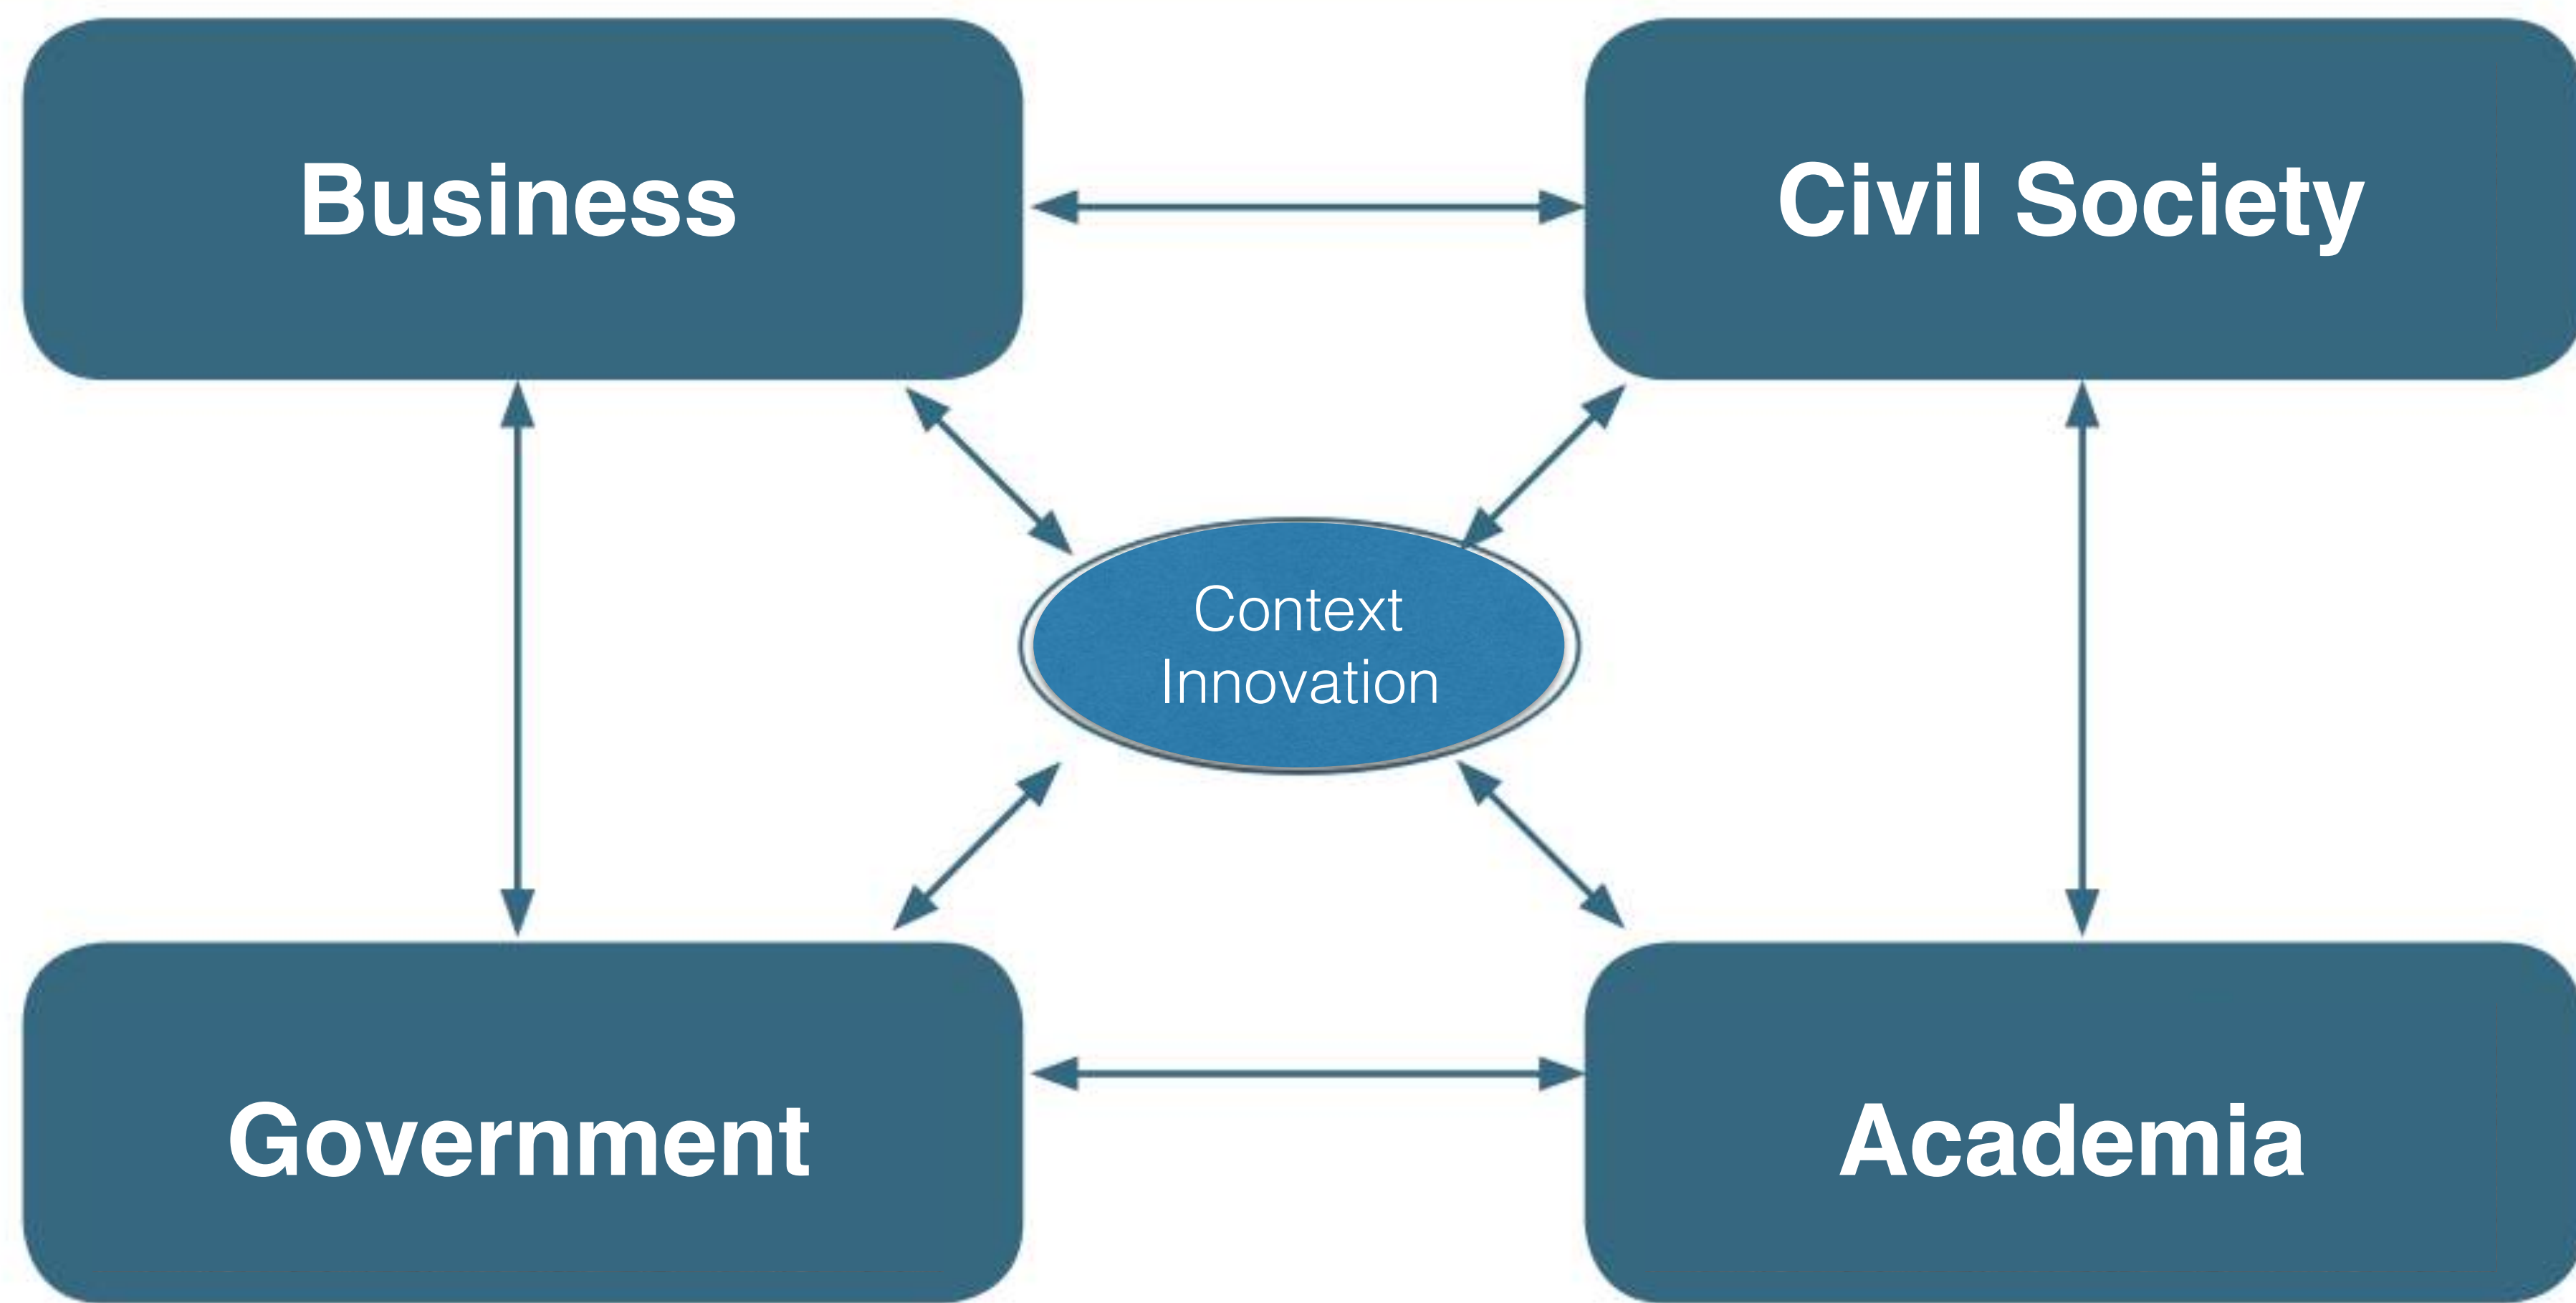 Business
Civil Society
Context
Innovation
Government
Academia